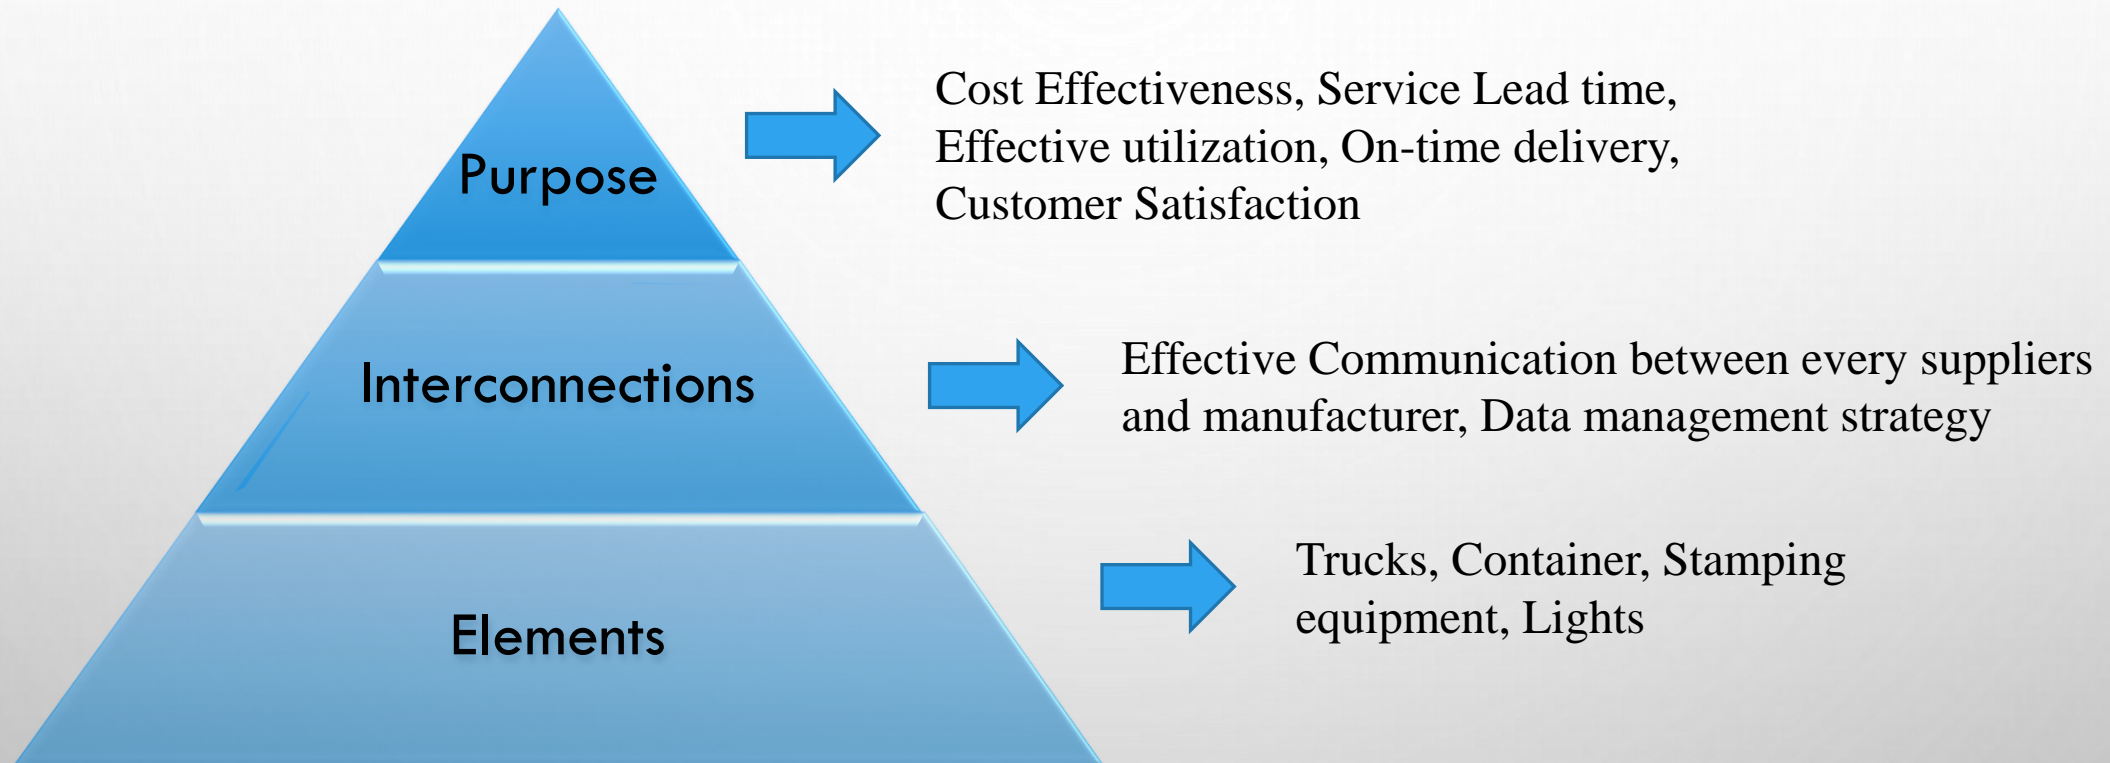 Purpose
Cost Effectiveness, Service Lead time,
Effective utilization, On-time delivery,
Customer Satisfaction
Interconnections
Effective Communication between every suppliers
and manufacturer, Data management strategy
Elements
Trucks, Container, Stamping
equipment, Lights